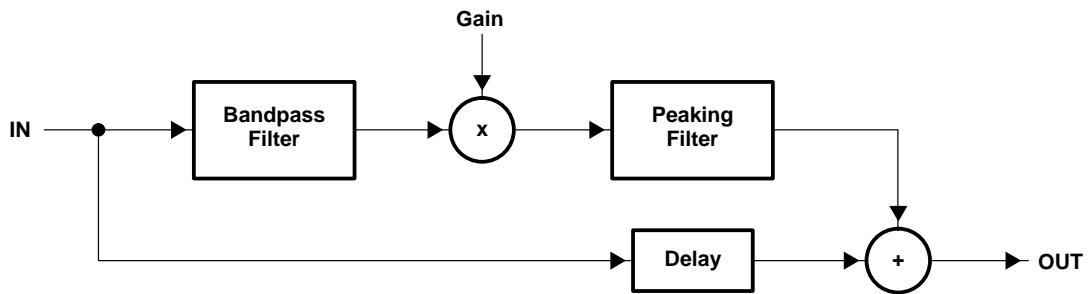 Gain
IN
Bandpass
Filter
x
Peaking
Filter
Delay
+
OUT